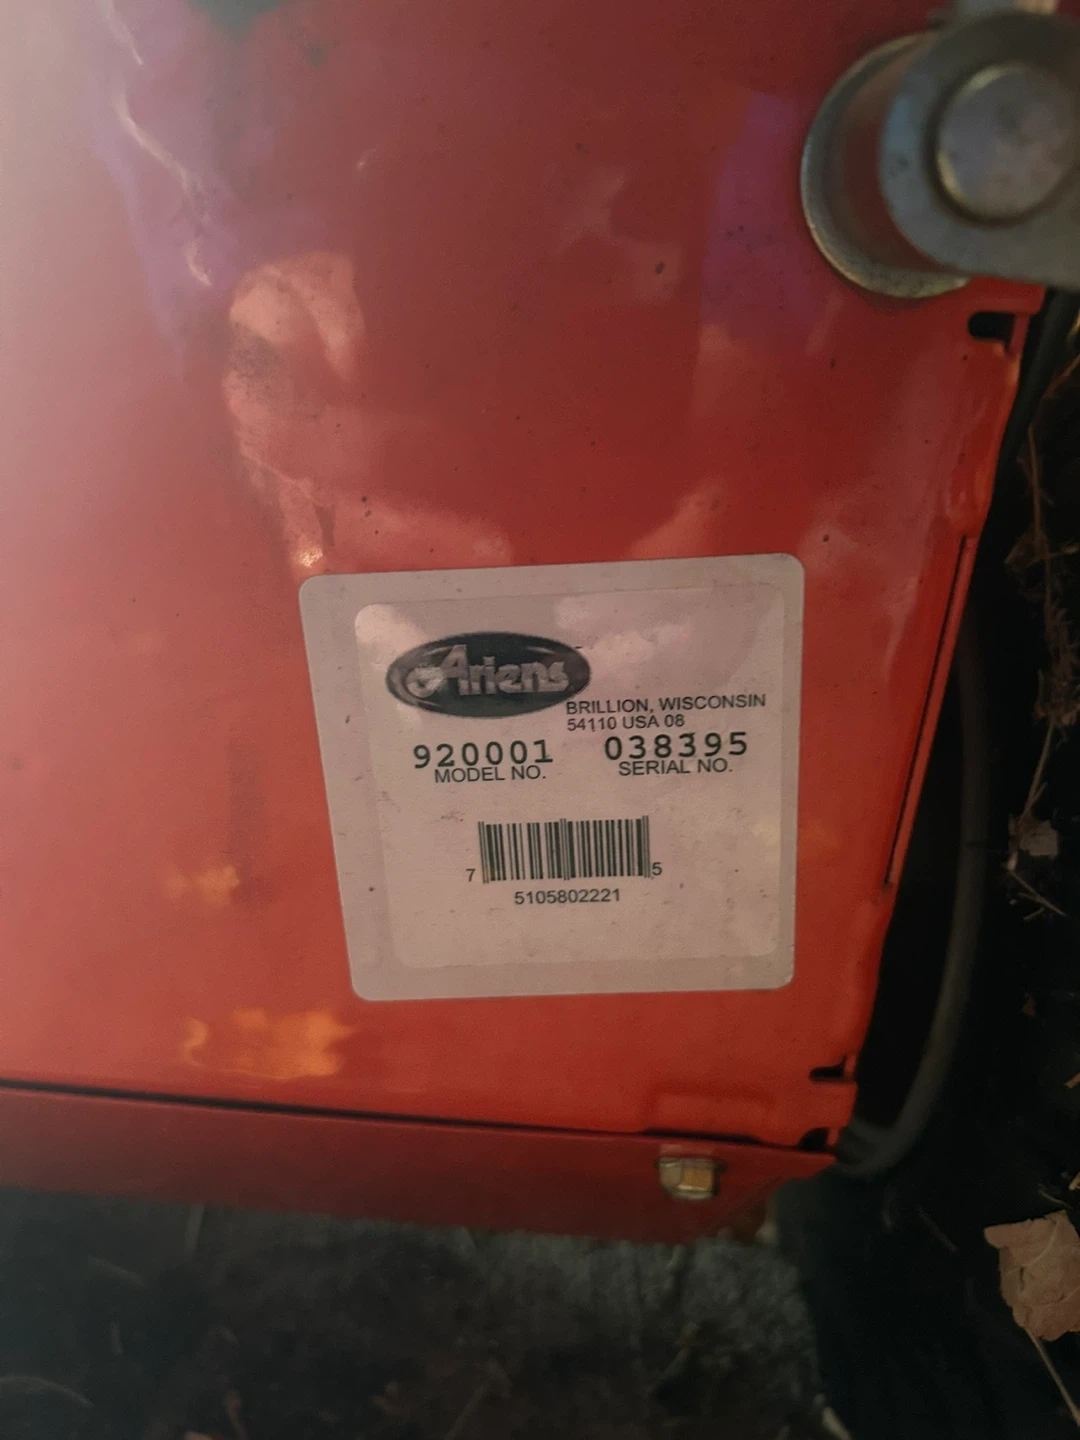 Ariens
BRILLION, WISCONSIN
54110 USA 08
920001 038395
MODEL NO. SERIAL NO.
7 5
5105802221